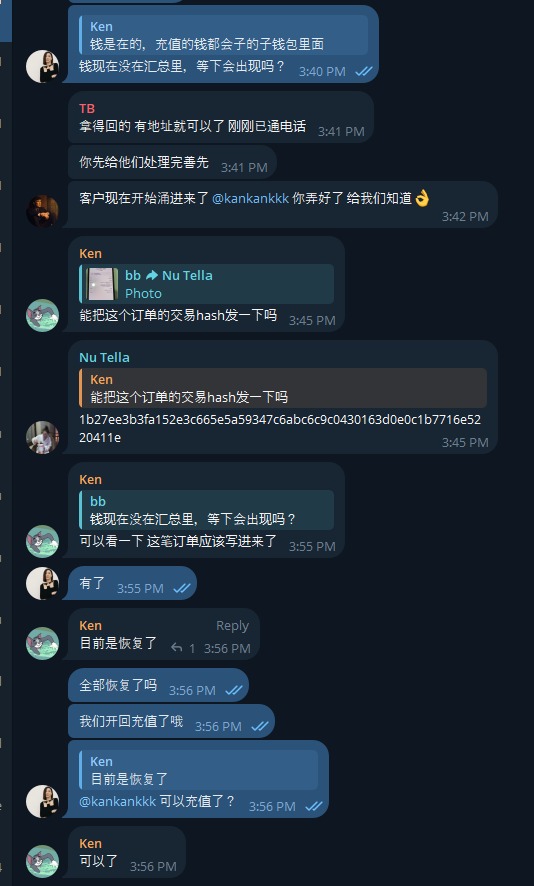 Ken
钱是在的，充值的钱都会子的子钱包里面
钱现在没在汇总里，等下会出现吗？ 3:40 PM
TB
拿得回的 有地址就可以了 刚刚已通电话 3:41 PM
你先给他们处理完善先 3:41 PM
客户现在开始涌进来了 @kankankkk 你弄好了 给我们知道👌
3:42 PM
Ken
bb Nu Tella
Photo
能把这个订单的交易hash发一下吗 3:45 PM
Nu Tella
Ken
能把这个订单的交易hash发一下吗
1b27ee3b3fa152e3c665e5a59347c6abc6c9c0430163d0e0c1b7716e52
20411e
3:45 PM
Ken
bb
钱现在没在汇总里，等下会出现吗？
可以看一下 这笔订单应该写进来了 3:55 PM
有了 3:55 PM
Ken Reply
目前是恢复了 1 3:56 PM
全部恢复了吗 3:56 PM
我们开回充值了哦 3:56 PM
Ken
目前是恢复了
@kankankkk 可以充值了？ 3:56 PM
Ken
可以了 3:56 PM